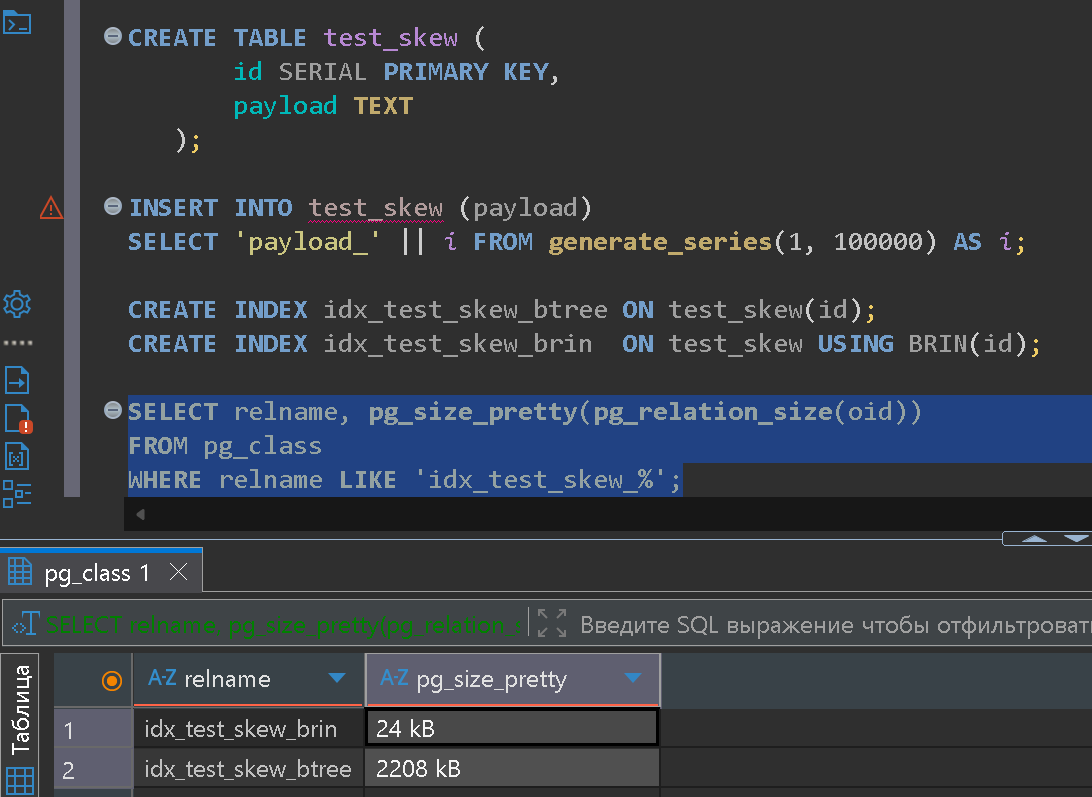 CREATE TABLE test_skew (
id SERIAL PRIMARY KEY,
payload TEXT
);
INSERT INTO test_skew (payload)
SELECT 'payload_' || i FROM generate_series(1, 100000) AS i;
CREATE INDEX idx_test_skew_btree ON test_skew(id);
CREATE INDEX idx_test_skew_brin  ON test_skew USING BRIN(id);
SELECT relname, pg_size_pretty(pg_relation_size(oid))
FROM pg_class
WHERE relname LIKE 'idx_test_skew_%';
pg_class 1
SELECT relname, pg_size_pretty(pg_relation_s
Введите SQL выражение чтобы отфильтроват
Таблица
A-Z relname
A-Z pg_size_pretty
1 idx_test_skew_brin 24 kB
2 idx_test_skew_btree 2208 kB